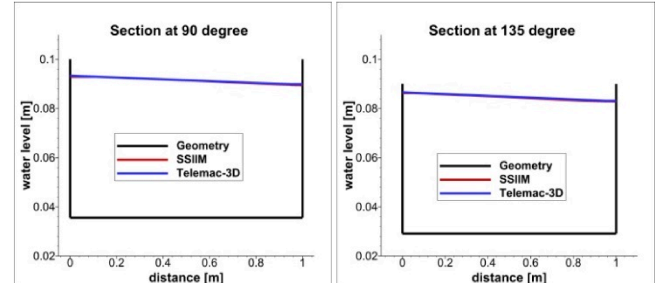 Section at 90 degree
water level [m]
0.1
0.08
0.06
0.04
0.02
Geometry
SSIIM
Telemac-3D
0 0.2 0.4 0.6 0.8 1
distance [m]
Section at 135 degree
water level [m]
0.1
0.08
0.06
0.04
0.02
Geometry
SSIIM
Telemac-3D
0 0.2 0.4 0.6 0.8 1
distance [m]